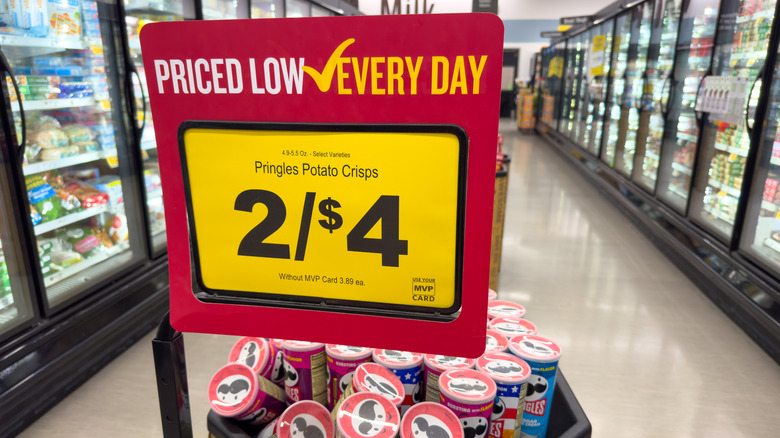 Milk
PRICED LOW EVERY DAY
4.9-5.5 Oz. - Select Varieties
Pringles Potato Crisps
2/$4
Without MVP Card 3.89 ea.
USE YOUR
MVP
CARD